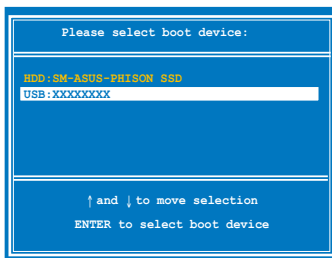 Please select boot device:
HDD:SM-ASUS-PHISON SSD
USB:XXXXXXXX
↑ and ↓ to move selection
ENTER to select boot device